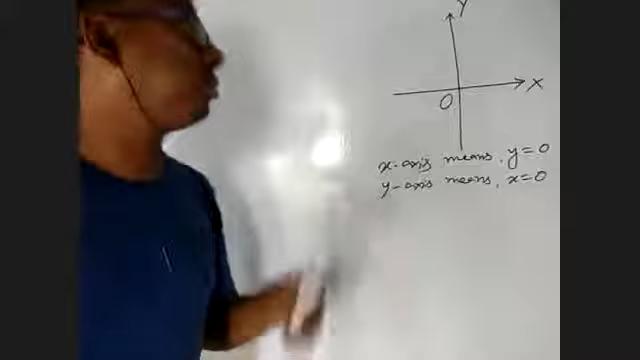 Y
X
O
x-axis means, y=0
y-axis means, x=0